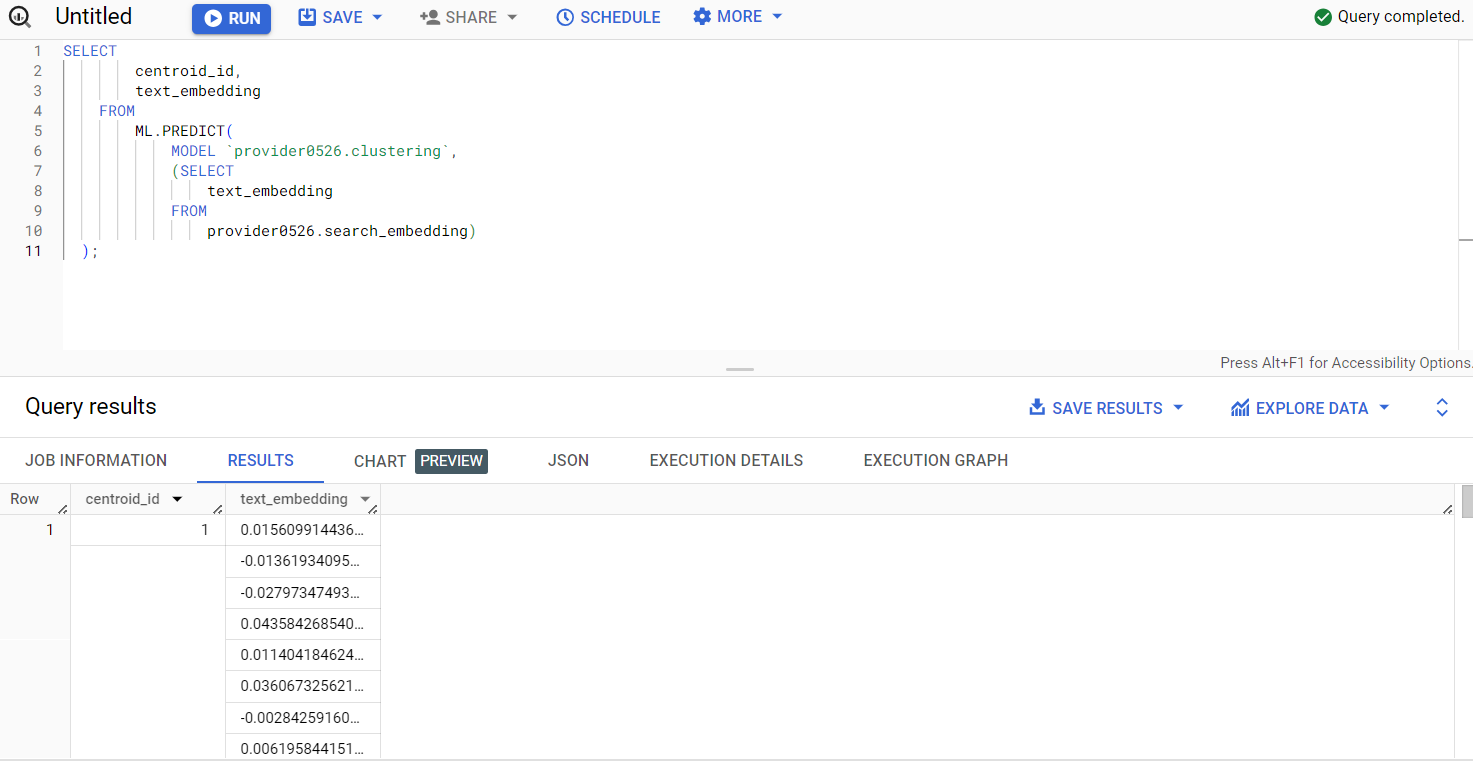 Untitled RUN SAVE SHARE SCHEDULE MORE Query completed.
1 SELECT
2 centroid_id,
3 text_embedding
4 FROM
5 ML.PREDICT(
6 MODEL `provider0526.clustering`,
7 (SELECT
8 text_embedding
9 FROM
10 provider0526.search_embedding)
11 );
Press Alt+F1 for Accessibility Options.
Query results SAVE RESULTS EXPLORE DATA
JOB INFORMATION RESULTS CHART PREVIEW JSON EXECUTION DETAILS EXECUTION GRAPH
Row centroid_id text_embedding
1 1 0.015609914436...
-0.01361934095...
-0.02797347493...
0.043584268540...
0.011404184624...
0.036067325621...
-0.00284259160...
0.006195844151...